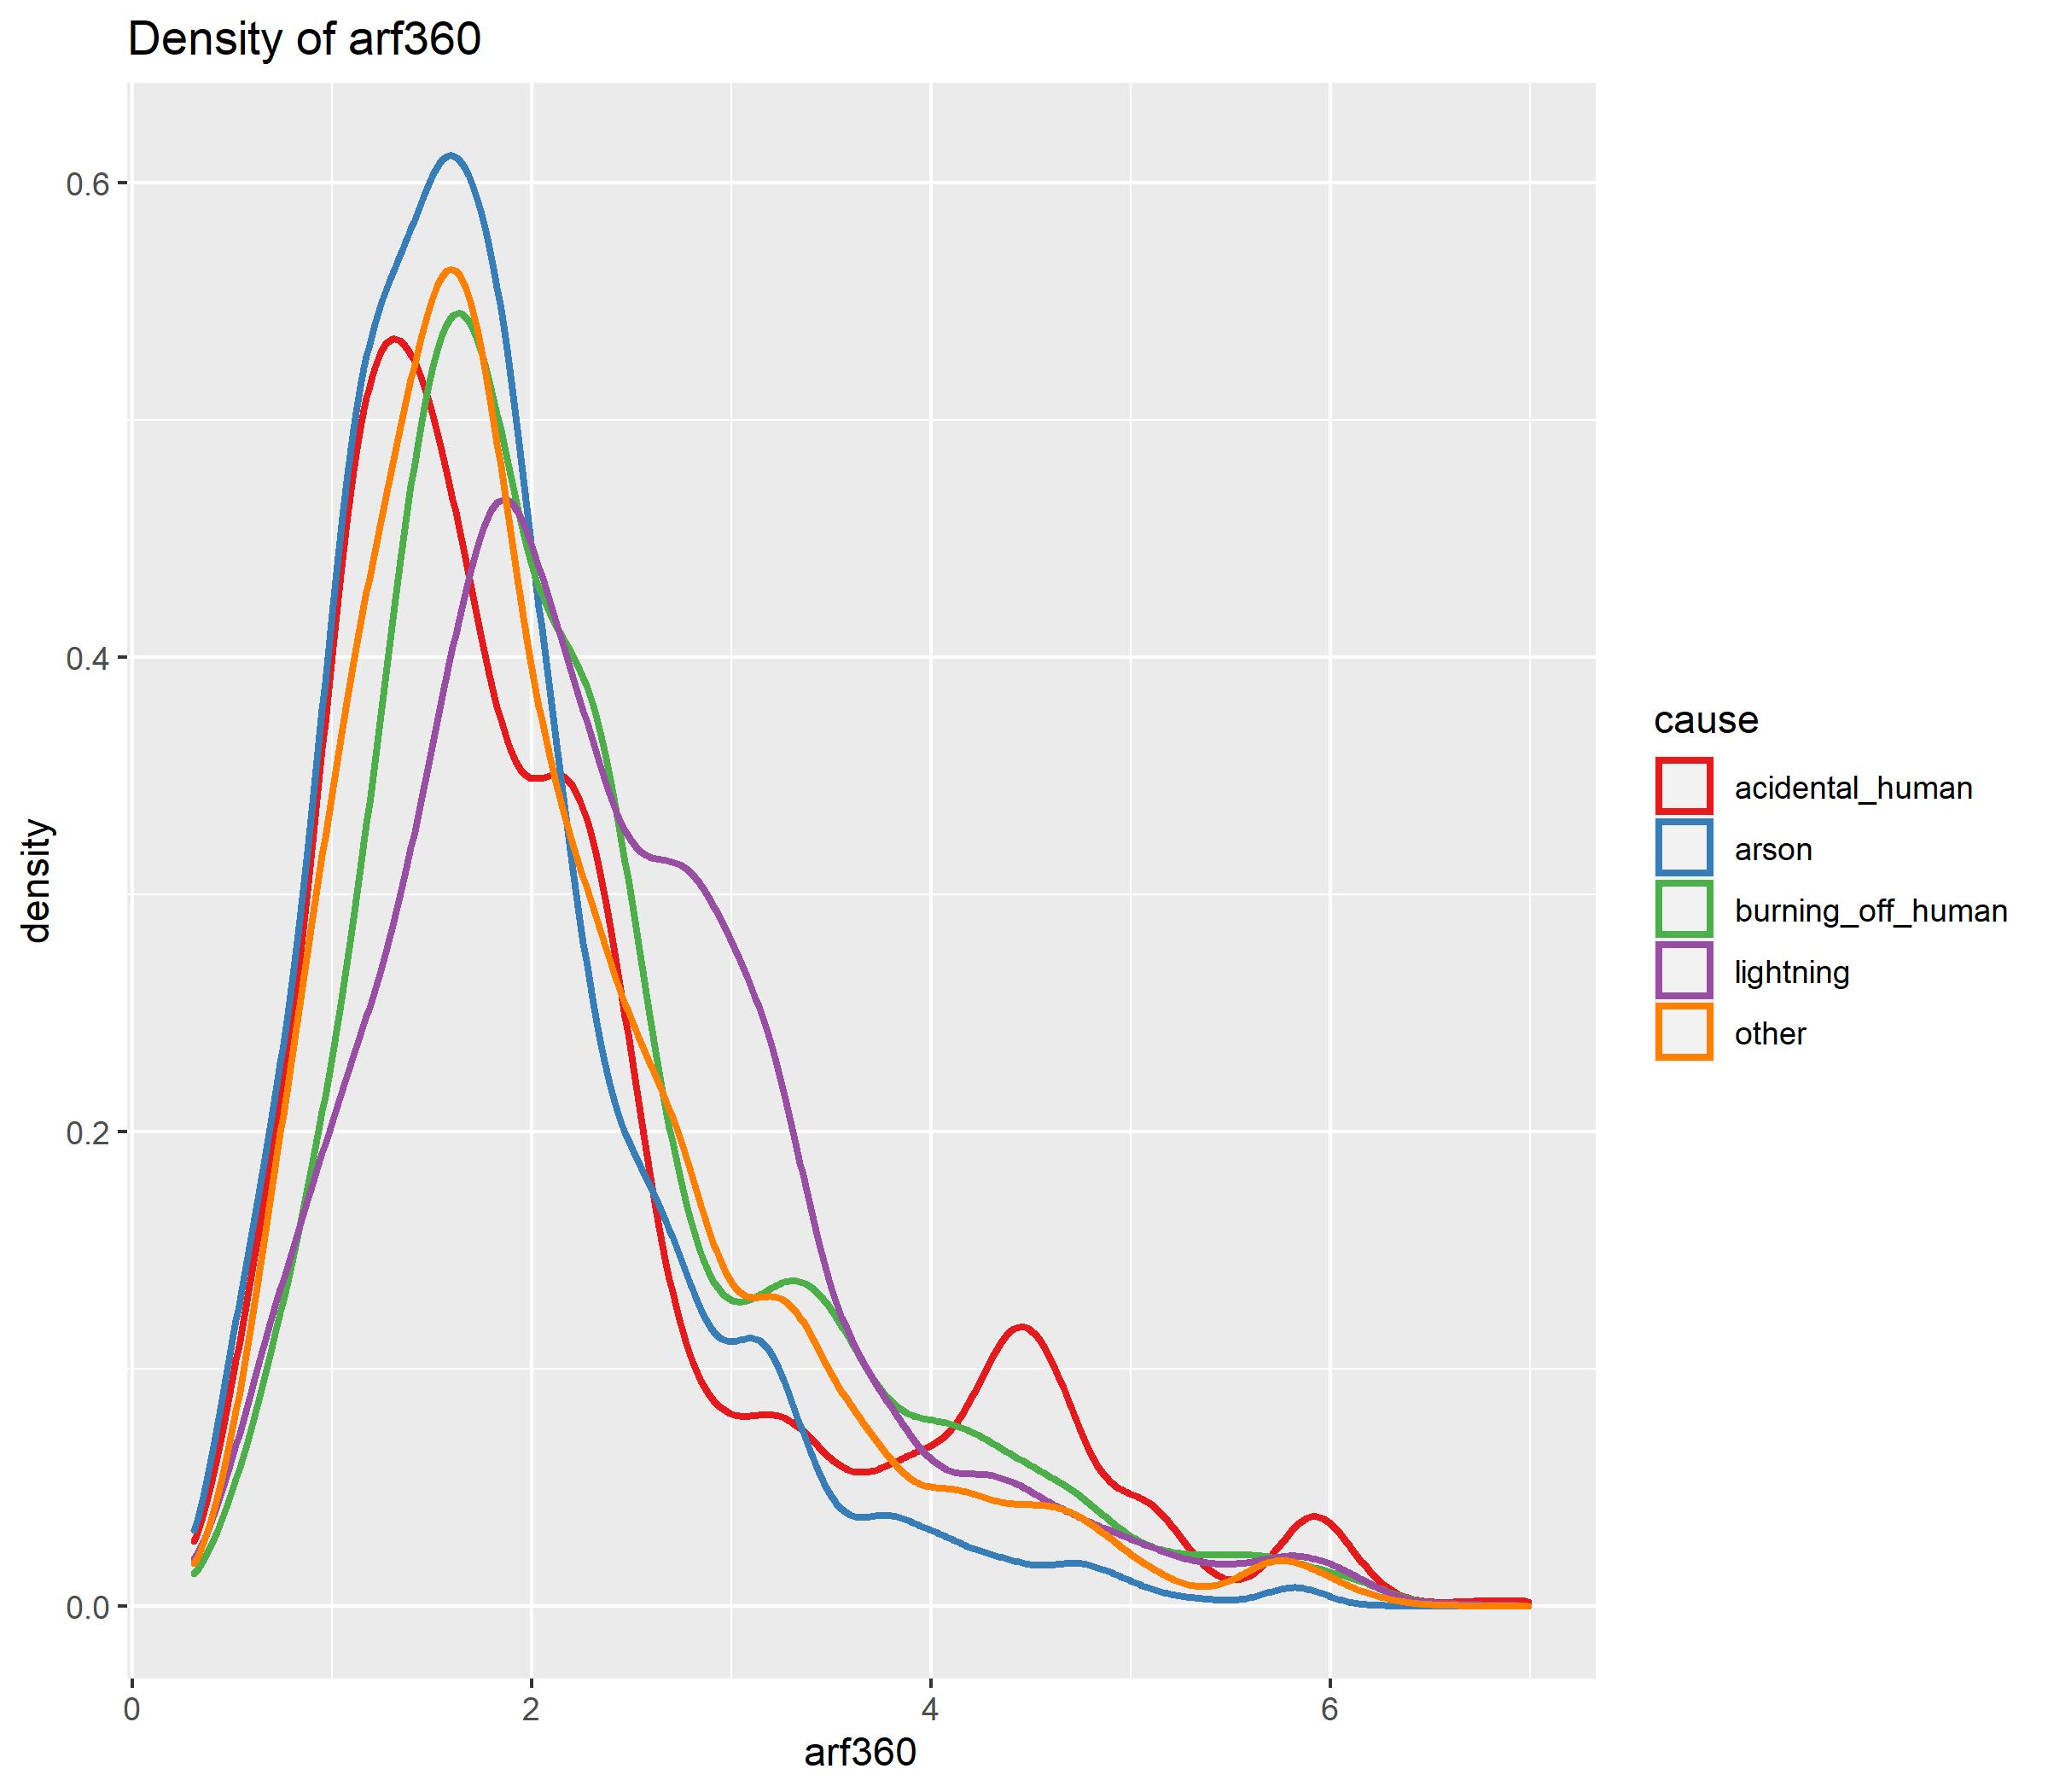 Density of arf360
0.6
0.4
0.2
0.0
density
0
2
4
6
arf360
cause
acidental_human
arson
burning_off_human
lightning
other